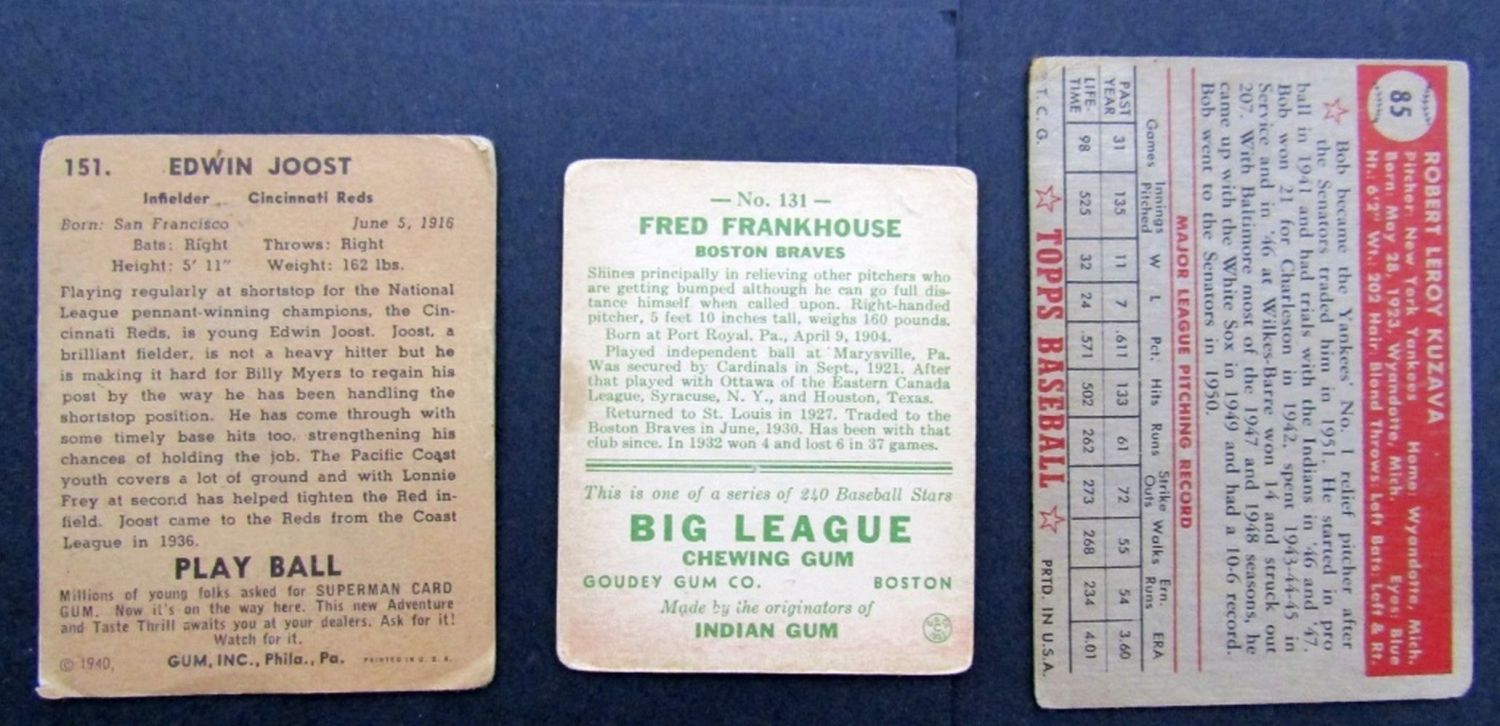 151. EDWIN JOOST
Infielder Cincinnati Reds
Born: San Francisco June 5, 1916
Bats: Right Throws: Right
Height: 5' 11" Weight: 162 lbs.
Playing regularly at shortstop for the National
League pennant-winning champions, the Cin-
cinnati Reds, is young Edwin Joost. Joost, a
brilliant fielder, is not a heavy hitter but he
is making it hard for Billy Myers to regain his
post by the way he has been handling the
shortstop position. He has come through with
some timely base hits too, strengthening his
chances of holding the job. The Pacific Coast
youth covers a lot of ground and with Lonnie
Frey at second has helped tighten the Red in-
field. Joost came to the Reds from the Coast
League in 1936.
PLAY BALL
Millions of young folks asked for SUPERMAN CARD
GUM. Now it's on the way here. This new Adventure
and Taste Thrill awaits you at your dealers. Ask for it!
Watch for it.
© 1940, GUM, INC., Phila., Pa. PRINTED IN U. S. A.
— No. 131 —
FRED FRANKHOUSE
BOSTON BRAVES
Shines principally in relieving other pitchers who
are getting bumped although he can go full dis-
tance himself when called upon. Right-handed
pitcher, 5 feet 10 inches tall, weighs 160 pounds.
Born at Port Royal, Pa., April 9, 1904.
Played independent ball at Marysville, Pa.
Was secured by Cardinals in Sept., 1921. After
that played with Ottawa of the Eastern Canada
League, Syracuse, N. Y., and Houston, Texas.
Returned to St. Louis in 1927. Traded to the
Boston Braves in June, 1930. Has been with that
club since. In 1932 won 4 and lost 6 in 37 games.
This is one of a series of 240 Baseball Stars
BIG LEAGUE
CHEWING GUM
GOUDEY GUM CO. BOSTON
Made by the originators of
INDIAN GUM
85
ROBERT LEROY KUZAVA
Pitcher: New York Yankees Home: Wyandotte, Mich.
Born: May 28, 1923, Wyandotte, Mich. Eyes: Blue
Ht.: 6'2" Wt.: 202 Hair: Blond Throws: Left Bats: Left & Rt.
Bob became the Yankees' No. 1 relief pitcher after
the Senators traded him in 1951. He started in pro
ball in 1941 and had trials with the Indians in '46 and '47.
Bob won 21 for Charleston in 1942, spent 1943-44-45 in
Service and in '46 at Wilkes-Barre won 14 and struck out
207. With Baltimore most of the 1947 and 1948 seasons, he
came up with the White Sox in 1949 and had a 10-6 record.
Bob went to the Senators in 1950.
MAJOR LEAGUE PITCHING RECORD
Games Innings Pitched W L Pct. Hits Runs Strike Outs Walks Ern. Runs ERA
PAST YEAR 31 135 11 7 .611 133 61 72 55 54 3.60
LIFE-TIME 98 525 32 24 .571 502 262 273 268 234 4.01
T. C. G. TOPPS BASEBALL PRTD. IN U.S.A.